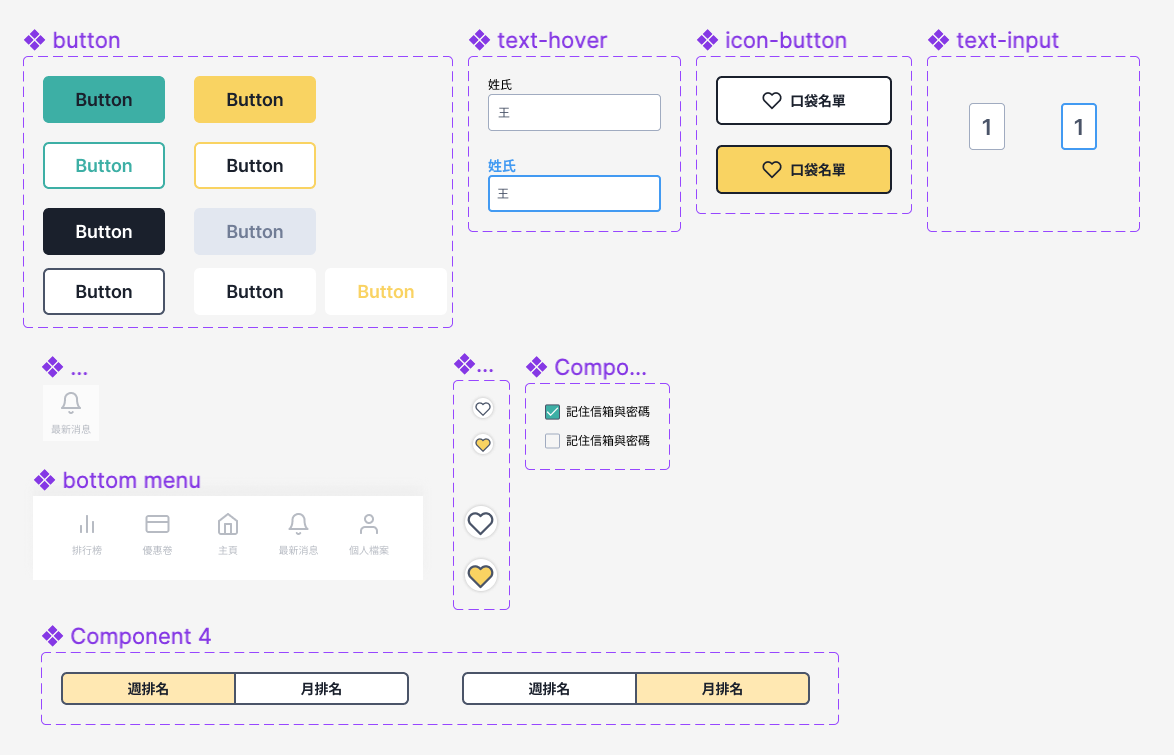 button
Button
Button
Button
Button
Button
Button
Button
Button
Button
text-hover
姓氏
王
姓氏
王
icon-button
口袋名單
口袋名單
text-input
1
1
...
最新消息
...
Compo...
記住信箱與密碼
記住信箱與密碼
bottom menu
排行榜
優惠卷
主頁
最新消息
個人檔案
Component 4
週排名
月排名
週排名
月排名